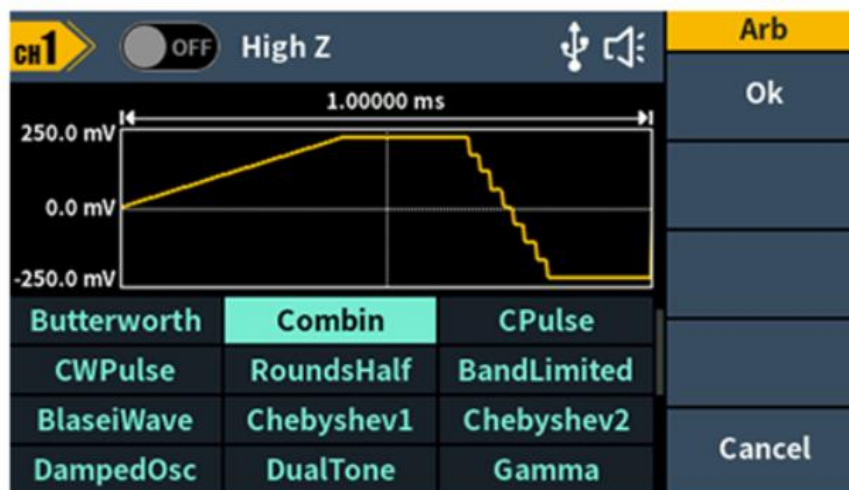 CH1 OFF High Z Arb
Ok
1.00000 ms
250.0 mV
0.0 mV
-250.0 mV
Butterworth Combin CPulse
CWPulse RoundsHalf BandLimited
BlaseiWave Chebyshev1 Chebyshev2
Cancel
DampedOsc DualTone Gamma